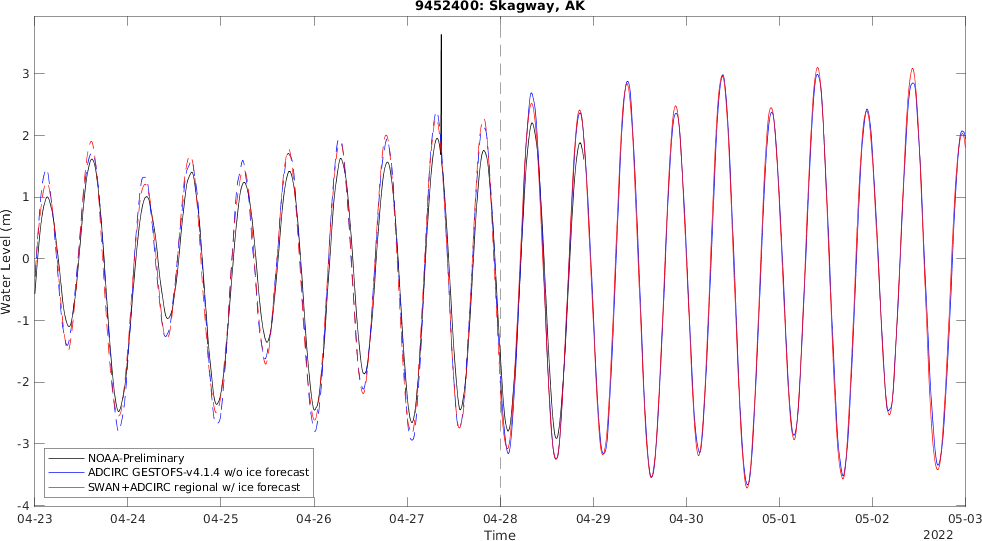 9452400: Skagway, AK
Water Level (m)
3
2
1
0
-1
-2
-3
-4
NOAA-Preliminary
ADCIRC GESTOFS-v4.1.4 w/o ice forecast
SWAN+ADCIRC regional w/ ice forecast
04-23 04-24 04-25 04-26 04-27 04-28 04-29 04-30 05-01 05-02 05-03
Time
2022